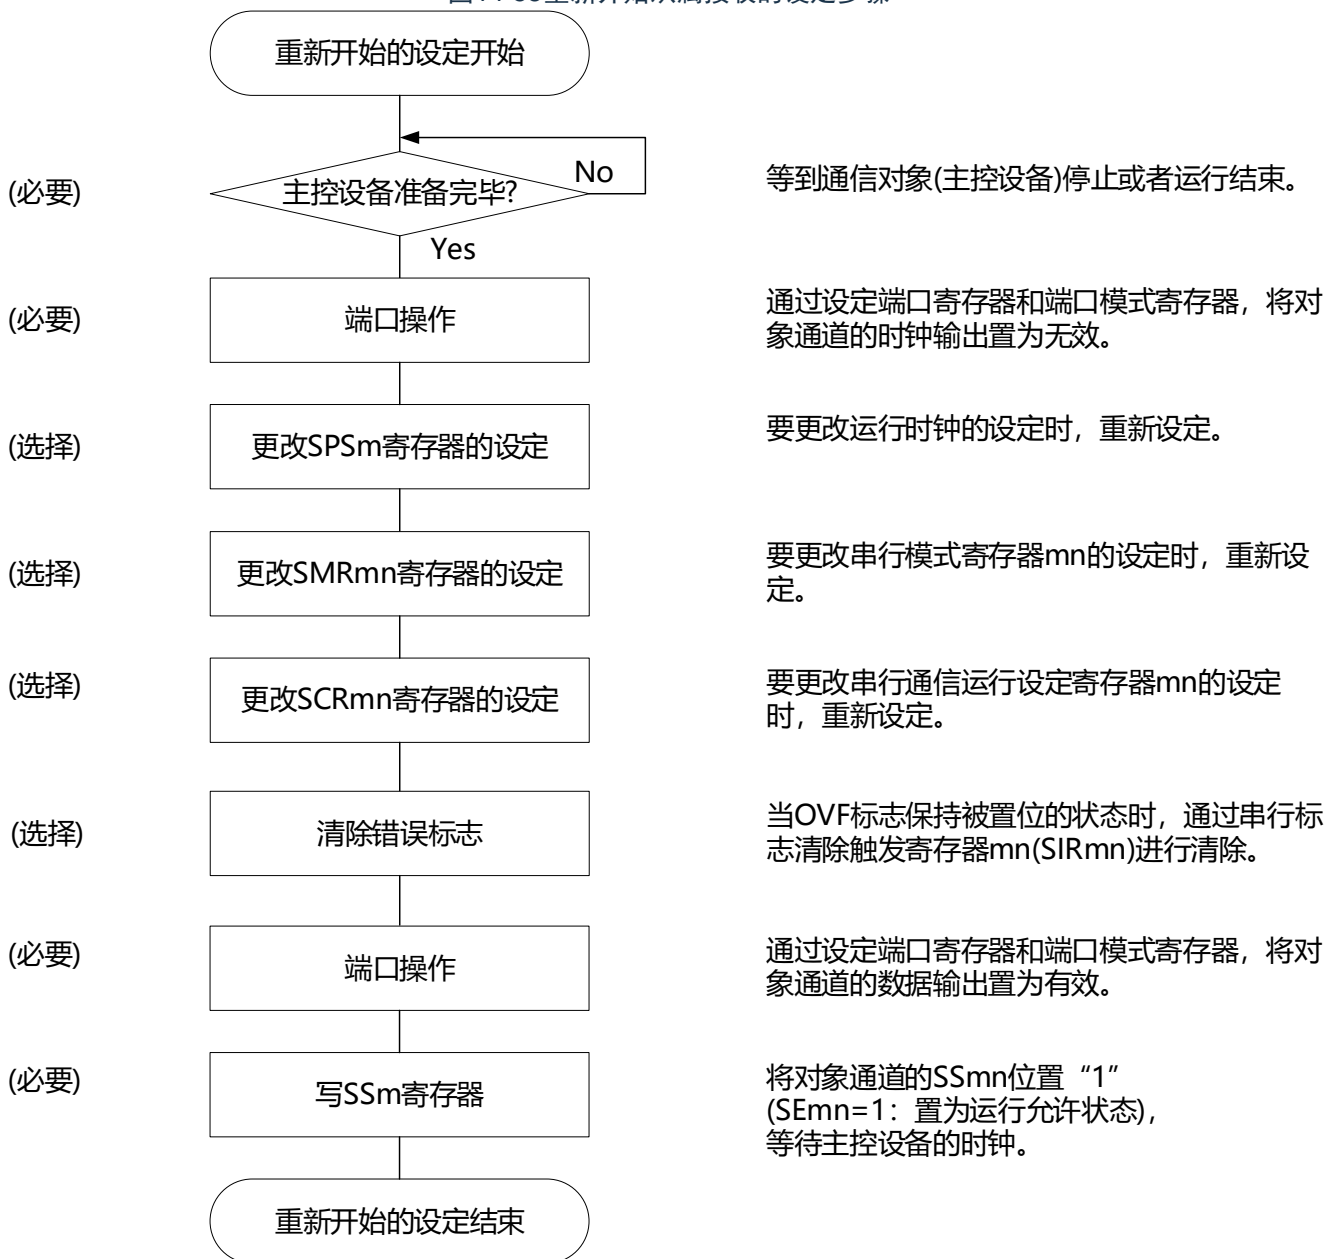 重新开始的设定开始
(必要)
主控设备准备完毕?
No
等到通信对象(主控设备)停止或者运行结束。
Yes
(必要)
端口操作
通过设定端口寄存器和端口模式寄存器，将对
象通道的时钟输出置为无效。
(选择)
更改SPSm寄存器的设定
要更改运行时钟的设定时，重新设定。
(选择)
更改SMRmn寄存器的设定
要更改串行模式寄存器mn的设定时，重新设
定。
(选择)
更改SCRmn寄存器的设定
要更改串行通信运行设定寄存器mn的设定
时，重新设定。
(选择)
清除错误标志
当OVF标志保持被置位的状态时，通过串行标
志清除触发寄存器mn(SIRmn)进行清除。
(必要)
端口操作
通过设定端口寄存器和端口模式寄存器，将对
象通道的数据输出置为有效。
(必要)
写SSm寄存器
将对象通道的SSmn位置“1”
(SEmn=1：置为运行允许状态)，
等待主控设备的时钟。
重新开始的设定结束